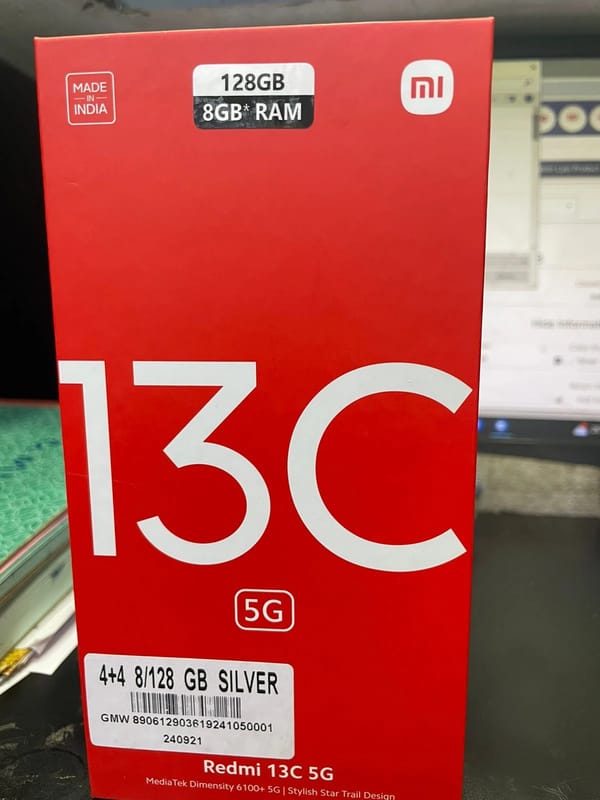 MADE
IN
INDIA
128GB
8GB* RAM
mi
13C
5G
4+4 8/128 GB SILVER
GMW 890612903619241050001
240921
Redmi 13C 5G
MediaTek Dimensity 6100+ 5G | Stylish Star Trail Design